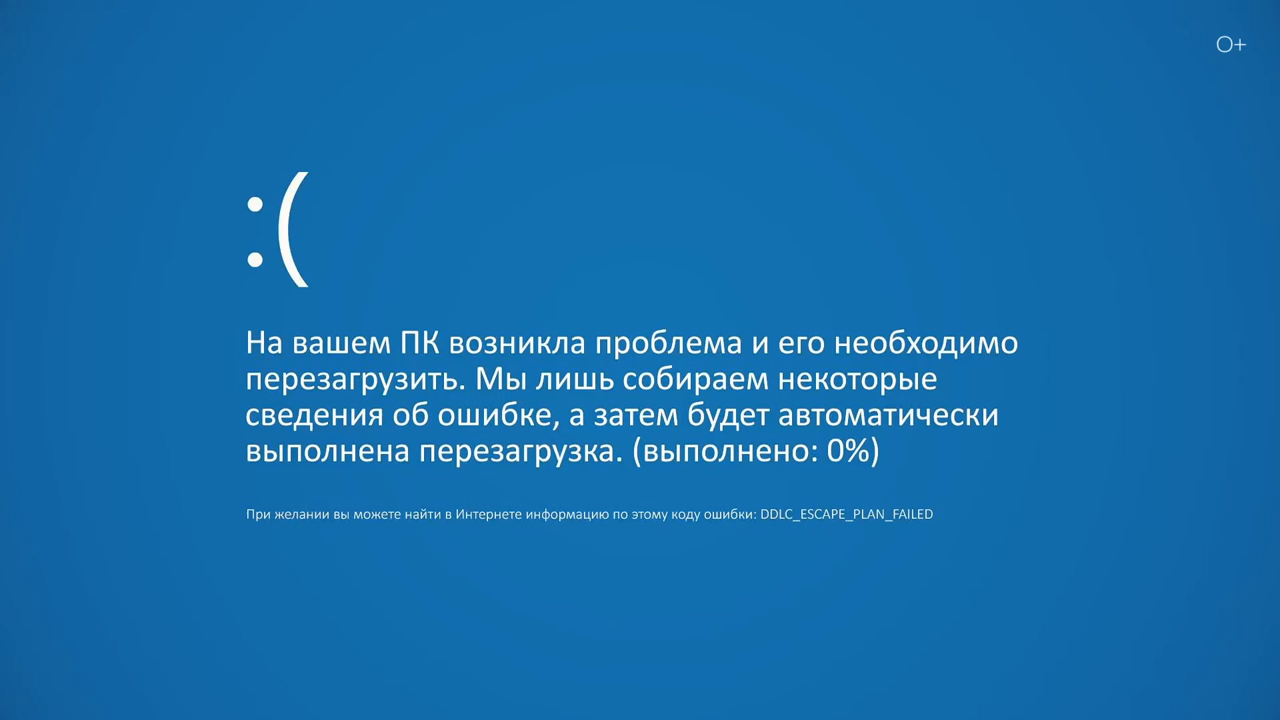 O+
:(
На вашем ПК возникла проблема и его необходимо
перезагрузить. Мы лишь собираем некоторые
сведения об ошибке, а затем будет автоматически
выполнена перезагрузка. (выполнено: 0%)
При желании вы можете найти в Интернете информацию по этому коду ошибки: DDLC_ESCAPE_PLAN_FAILED